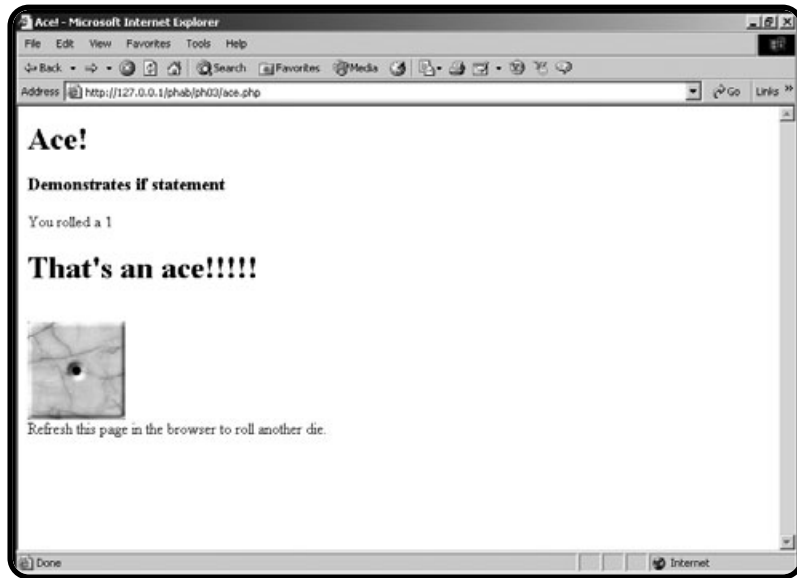 Ace! - Microsoft Internet Explorer
File Edit View Favorites Tools Help
Back Search Favorites Media
Address http://127.0.0.1/phab/ph03/ace.php Go Links »
Ace!
Demonstrates if statement
You rolled a 1
That's an ace!!!!!
Refresh this page in the browser to roll another die.
Done Internet